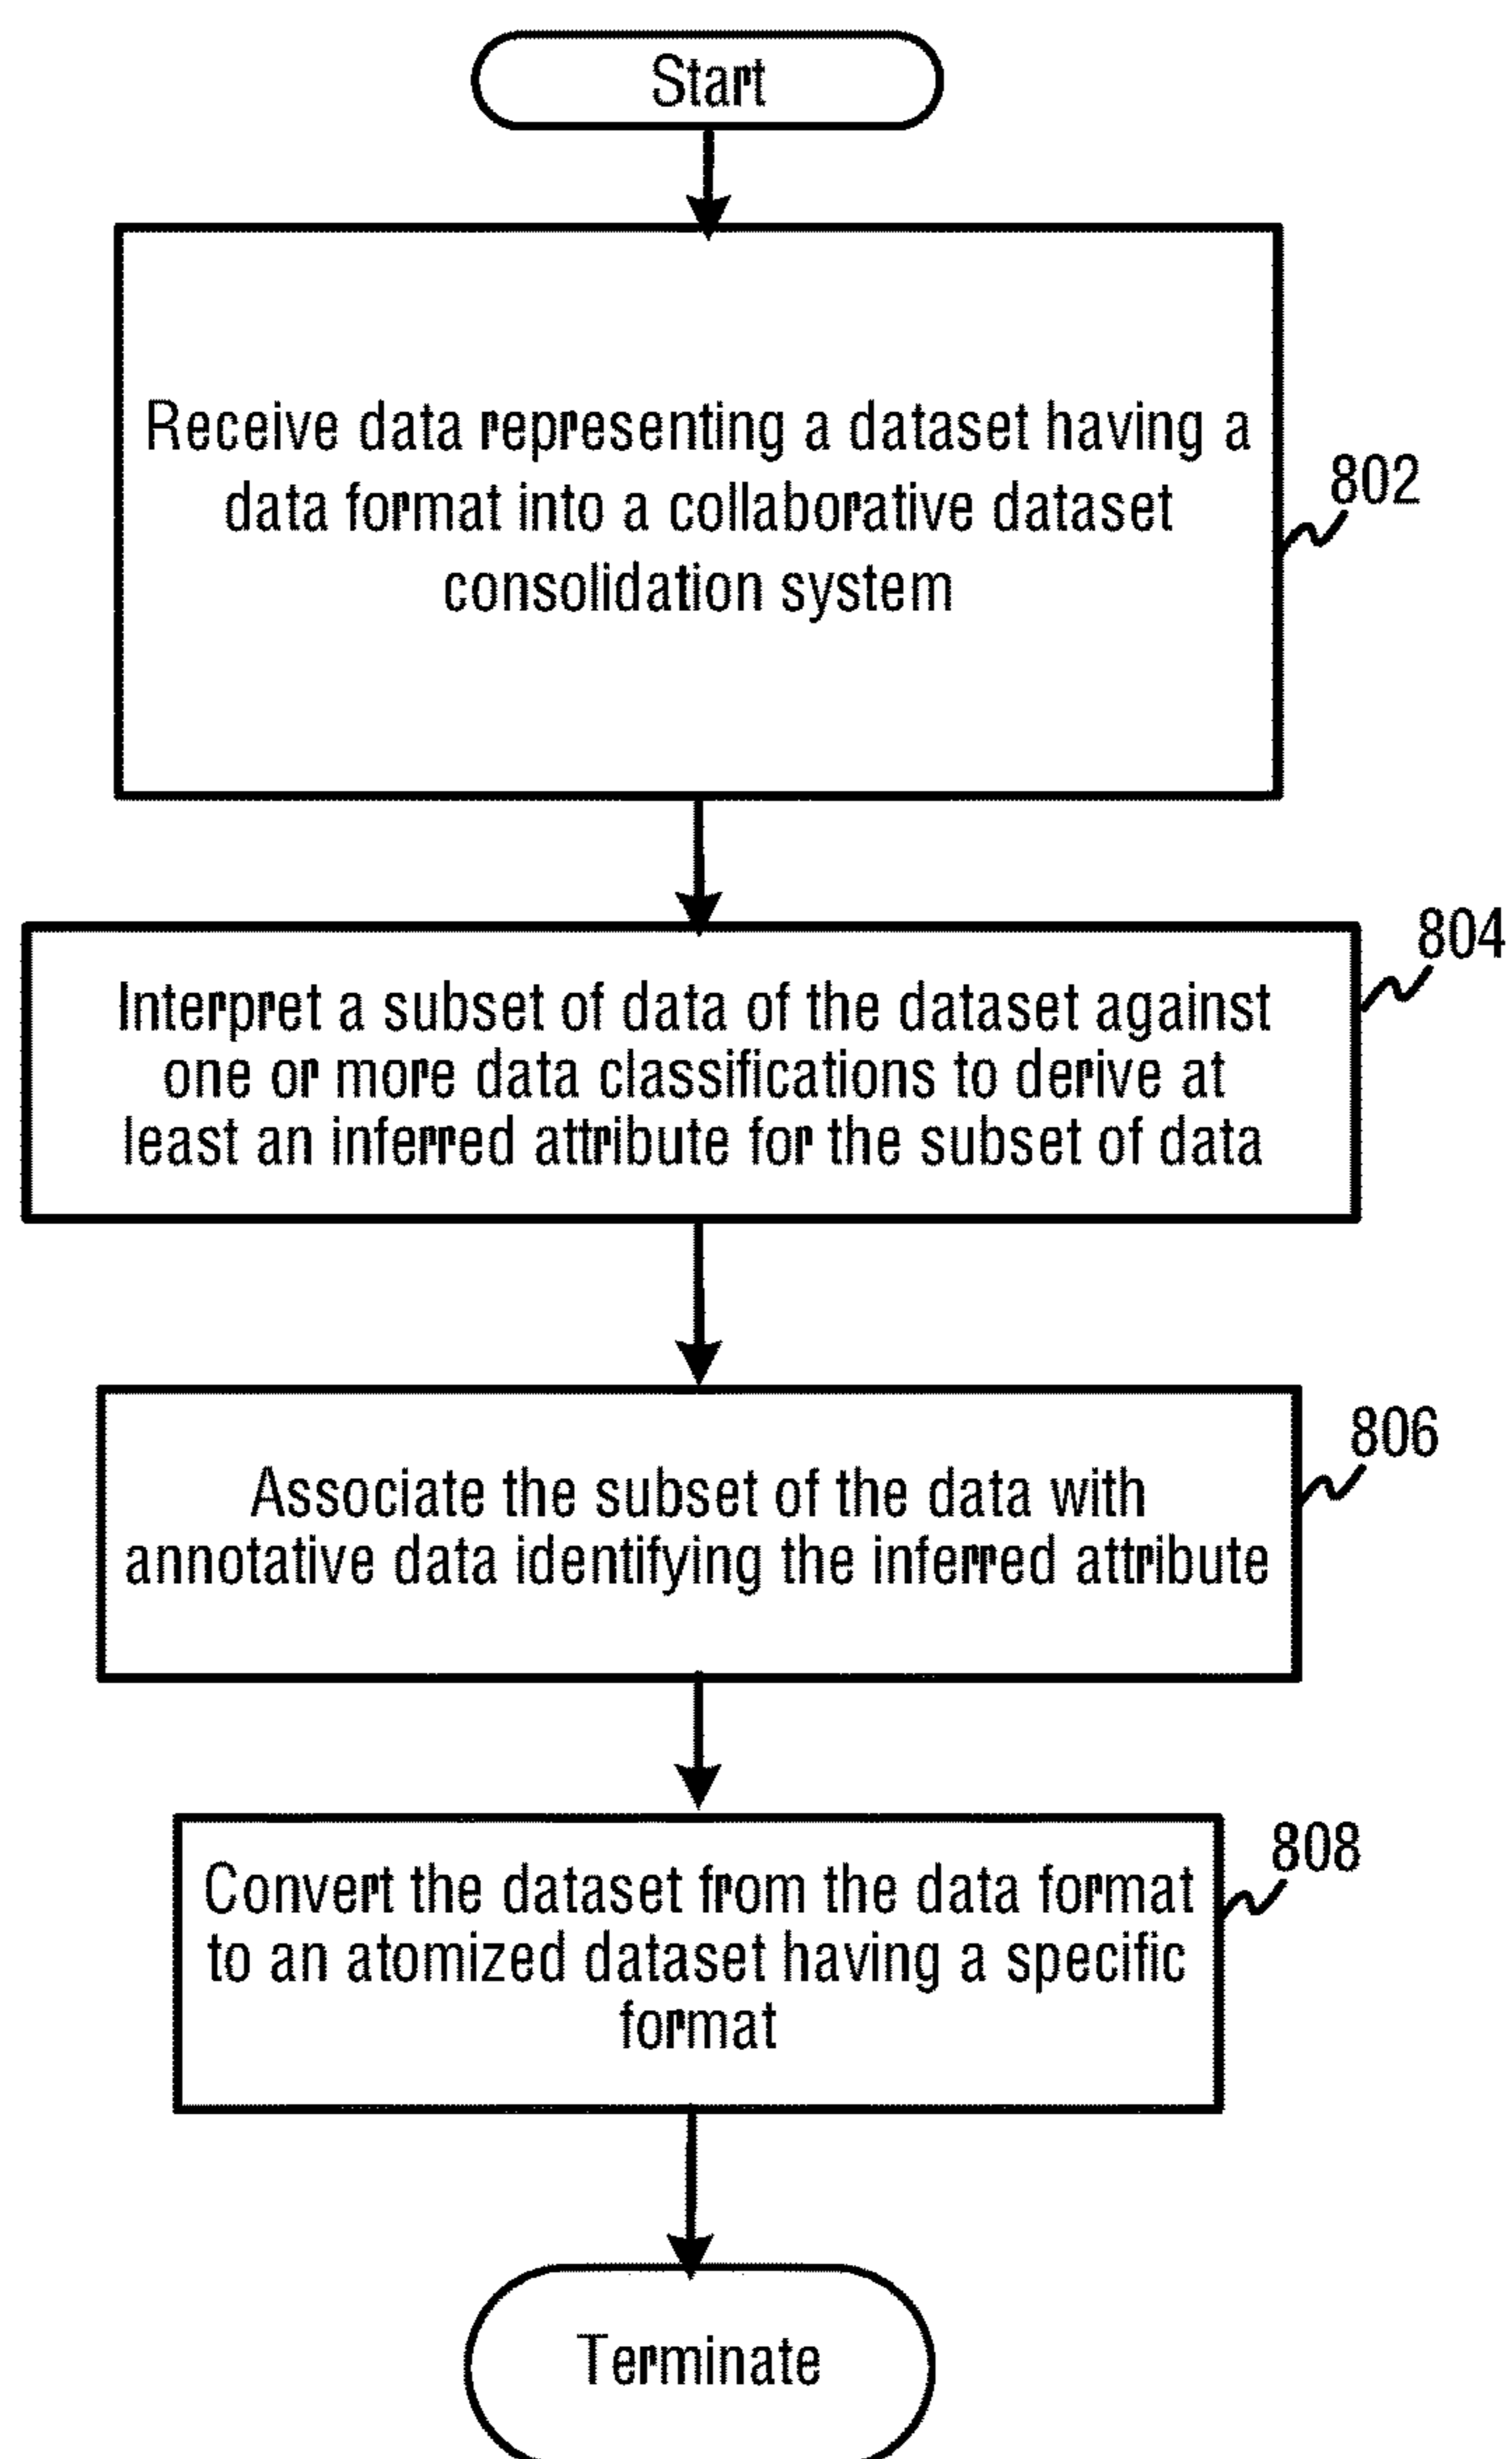 Start
Receive data representing a dataset having a
data format into a collaborative dataset
consolidation system
802
804
Interpret a subset of data of the dataset against
one or more data classifications to derive at
least an inferred attribute for the subset of data
806
Associate the subset of the data with
annotative data identifying the inferred attribute
808
Convert the dataset from the data format
to an atomized dataset having a specific
format
Terminate